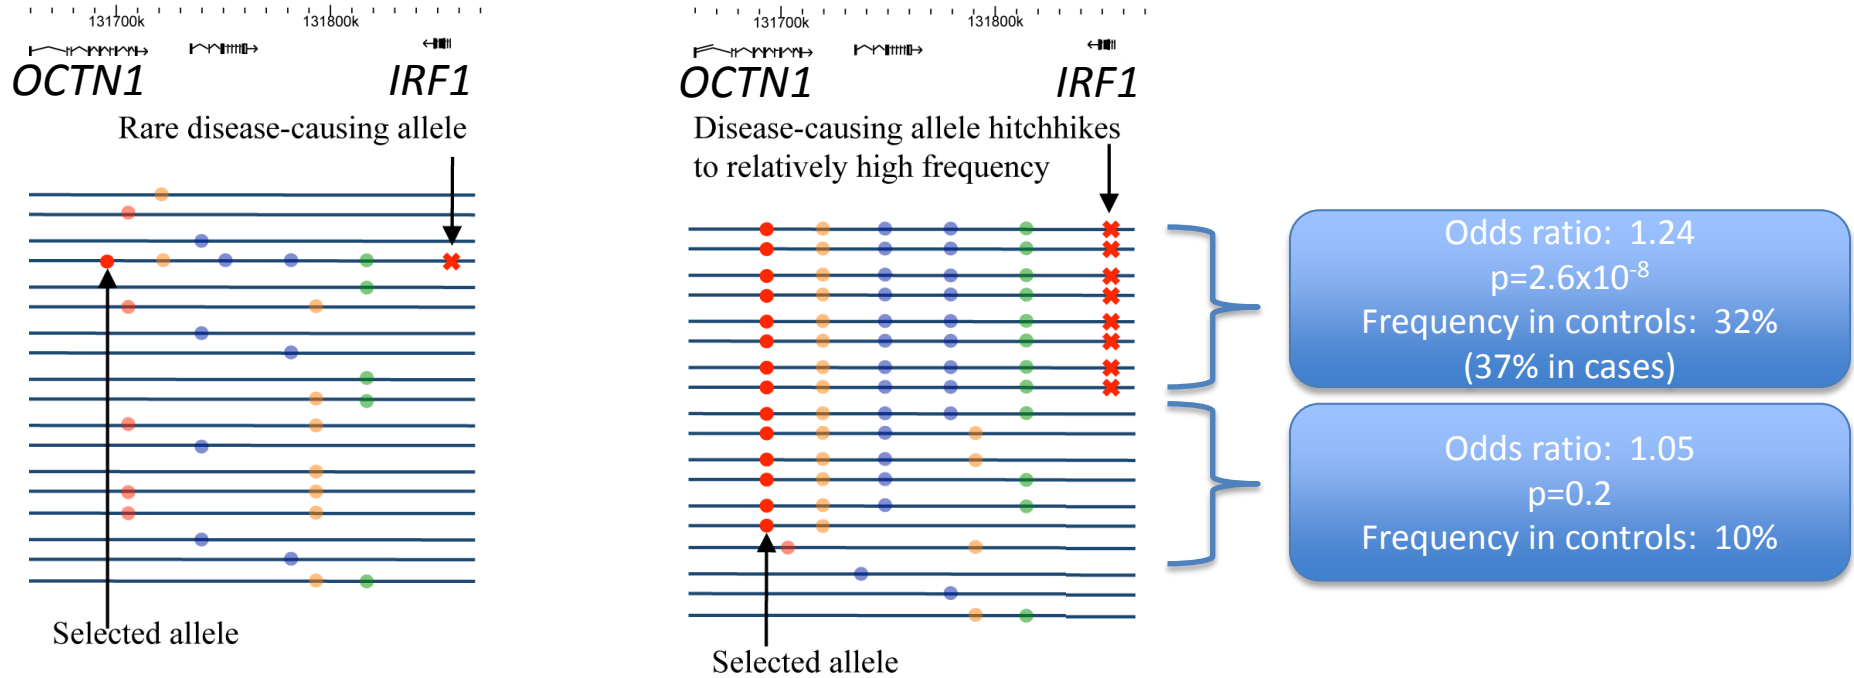 131700k 131800k
OCTN1 IRF1
Rare disease-causing allele
Selected allele
131700k 131800k
OCTN1 IRF1
Disease-causing allele hitchhikes
to relatively high frequency
Selected allele
Odds ratio: 1.24
p=2.6x10⁻⁸
Frequency in controls: 32%
(37% in cases)
Odds ratio: 1.05
p=0.2
Frequency in controls: 10%